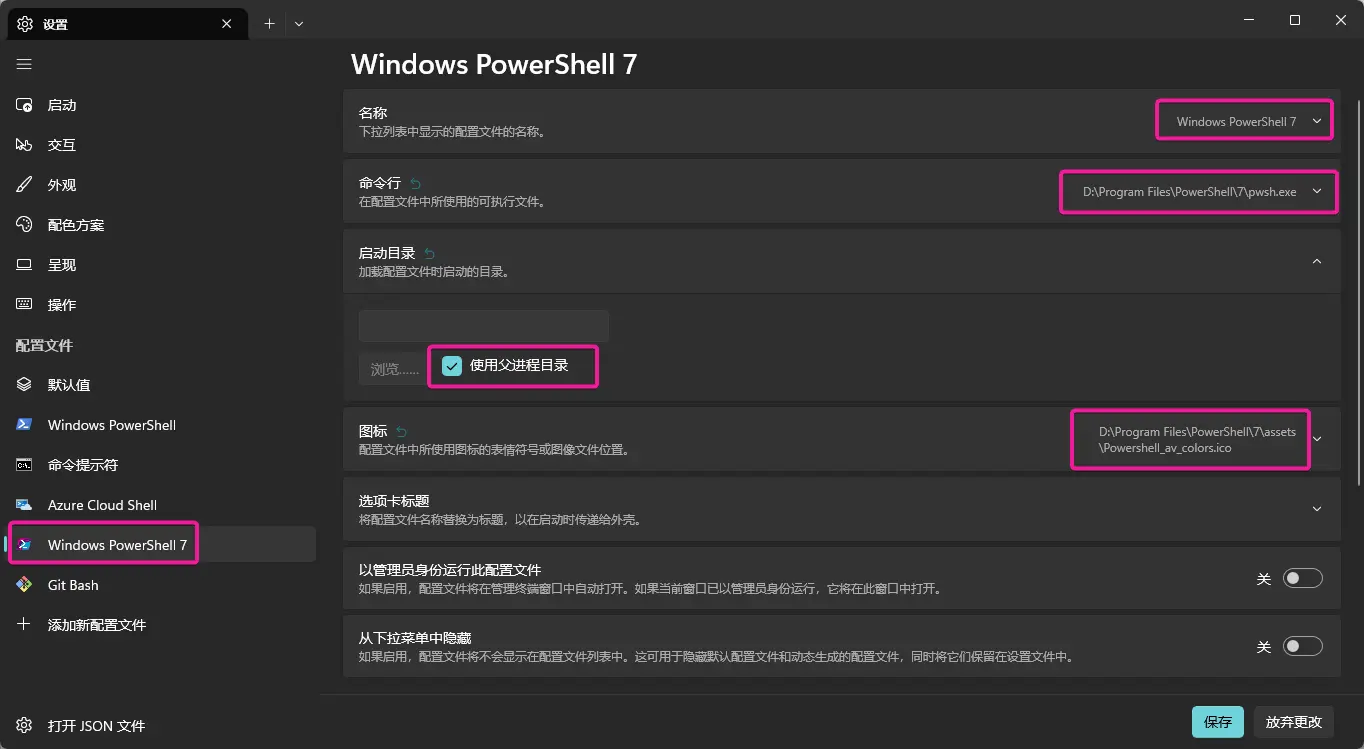 设置
启动
交互
外观
配色方案
呈现
操作
配置文件
默认值
Windows PowerShell
命令提示符
Azure Cloud Shell
Windows PowerShell 7
Git Bash
添加新配置文件
打开 JSON 文件
Windows PowerShell 7
名称
下拉列表中显示的配置文件的名称。
Windows PowerShell 7
命令行
在配置文件中所使用的可执行文件。
D:\Program Files\PowerShell\7\pwsh.exe
启动目录
加载配置文件时启动的目录。
浏览......
使用父进程目录
图标
配置文件中所使用图标的表情符号或图像文件位置。
D:\Program Files\PowerShell\7\assets
\Powershell_av_colors.ico
选项卡标题
将配置文件名称替换为标题，以在启动时传递给外壳。
以管理员身份运行此配置文件
如果启用，配置文件将在管理终端窗口中自动打开。如果当前窗口已以管理员身份运行，它将在此窗口中打开。
关
从下拉菜单中隐藏
如果启用，配置文件将不会显示在配置文件列表中。这可用于隐藏默认配置文件和动态生成的配置文件，同时将它们保留在设置文件中。
关
保存
放弃更改